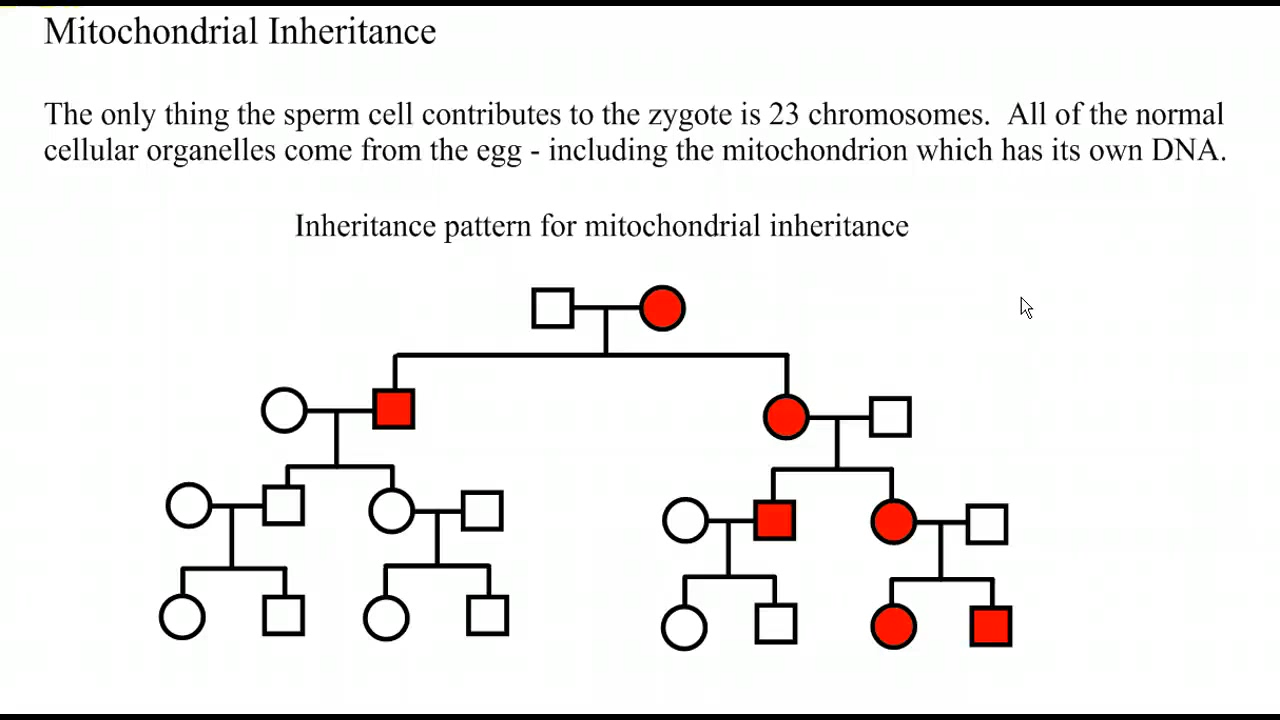 Mitochondrial Inheritance
The only thing the sperm cell contributes to the zygote is 23 chromosomes. All of the normal
cellular organelles come from the egg - including the mitochondrion which has its own DNA.
Inheritance pattern for mitochondrial inheritance